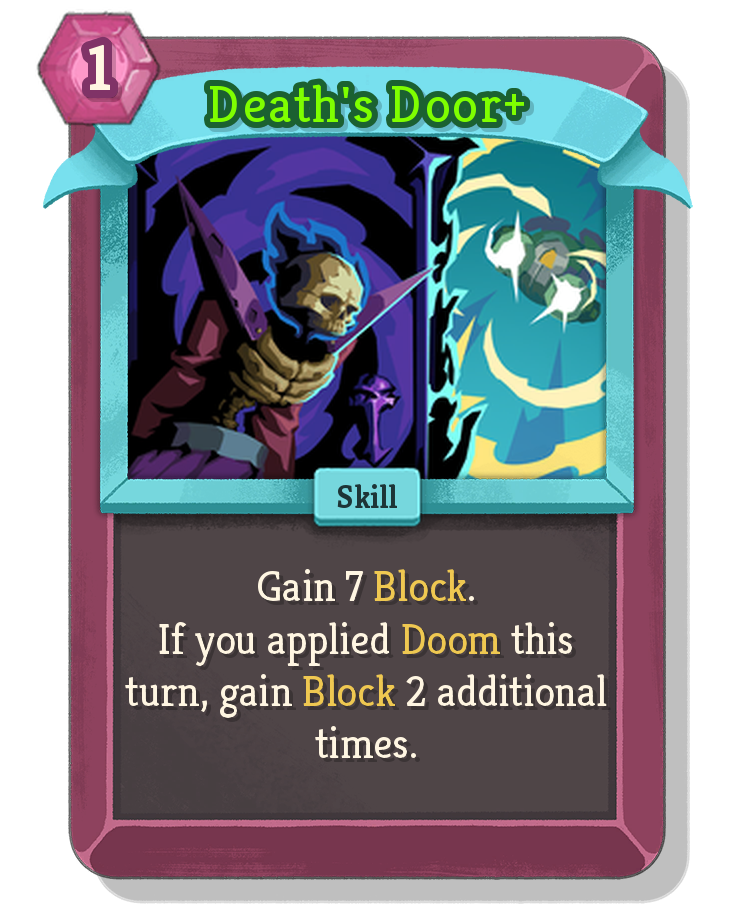 1
Death's Door+
Skill
Gain 7 Block.
If you applied Doom this
turn, gain Block 2 additional
times.